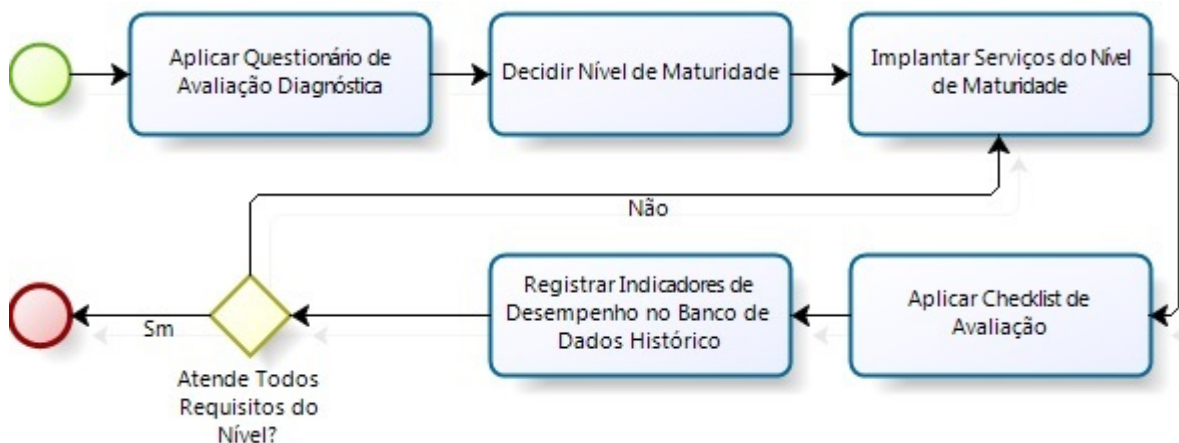 Aplicar Questionário de
Avaliação Diagnóstica
Decidir Nível de Maturidade
Implantar Serviços do Nível
de Maturidade
Não
Aplicar Checklist de
Avaliação
Registrar Indicadores de
Desempenho no Banco de
Dados Histórico
Atende Todos
Requisitos do
Nível?
Sm